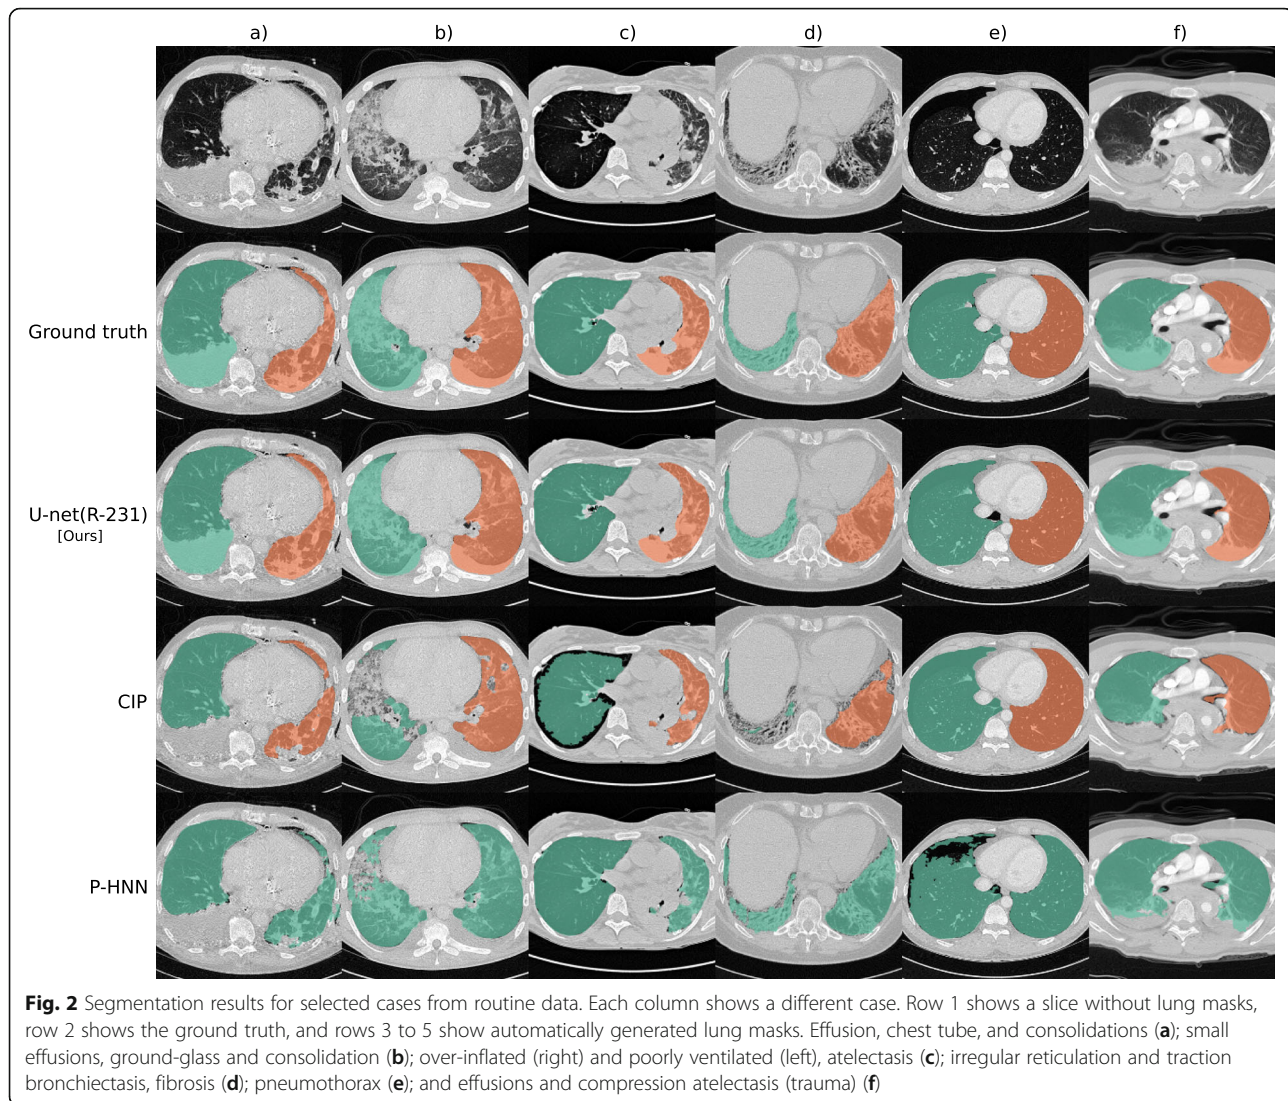 a) b) c) d) e) f)
Ground truth
U-net(R-231)
[Ours]
CIP
P-HNN
Fig. 2 Segmentation results for selected cases from routine data. Each column shows a different case. Row 1 shows a slice without lung masks,
row 2 shows the ground truth, and rows 3 to 5 show automatically generated lung masks. Effusion, chest tube, and consolidations (a); small
effusions, ground-glass and consolidation (b); over-inflated (right) and poorly ventilated (left), atelectasis (c); irregular reticulation and traction
bronchiectasis, fibrosis (d); pneumothorax (e); and effusions and compression atelectasis (trauma) (f)